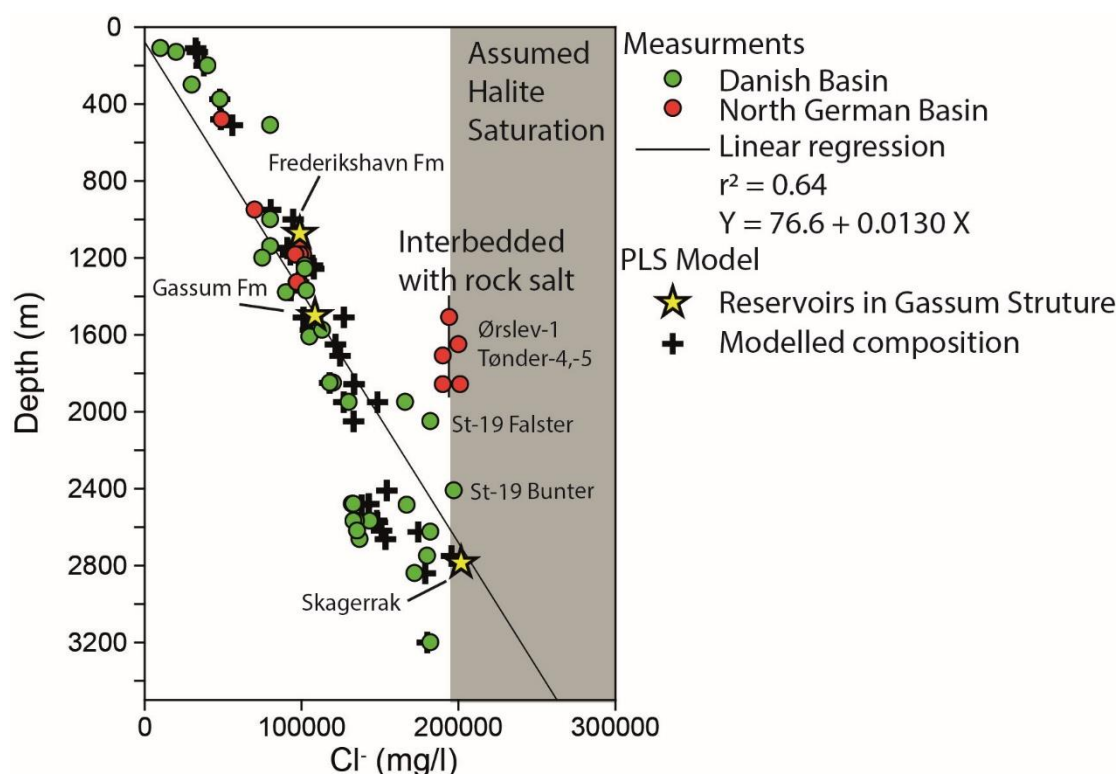 0
400
800
1200
1600
2000
2400
2800
3200
Depth (m)
0
100000
200000
300000
Cl- (mg/l)
Assumed
Halite
Saturation
Frederikshavn Fm
Interbedded
with rock salt
Gassum Fm
Ørslev-1
Tønder-4,-5
St-19 Falster
St-19 Bunter
Skagerrak
Measurments
Danish Basin
North German Basin
Linear regression
r² = 0.64
Y = 76.6 + 0.0130 X
PLS Model
Reservoirs in Gassum Struture
Modelled composition